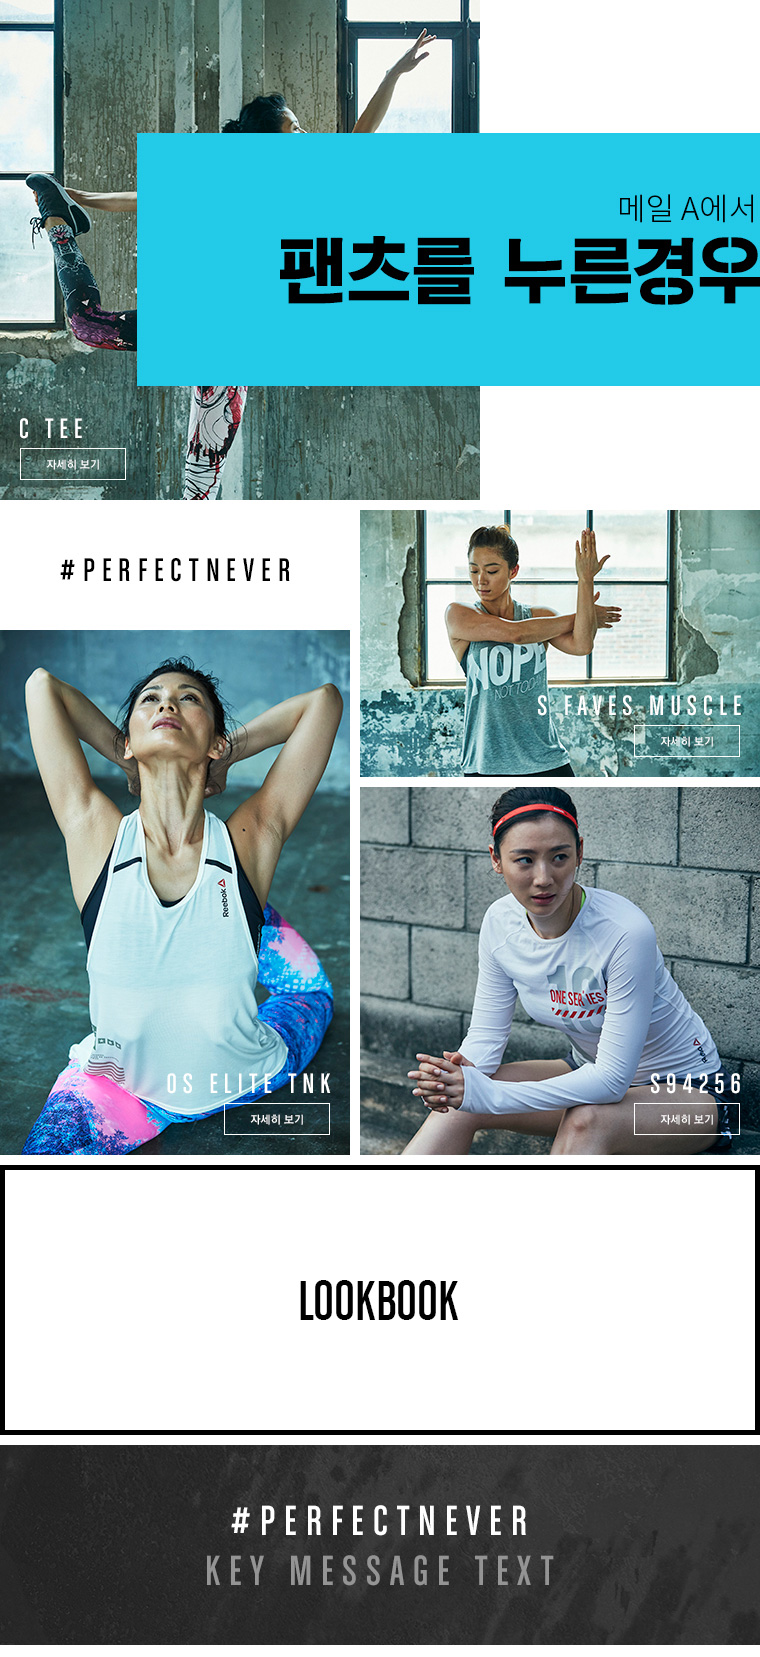 메일 A에서
팬츠를 누른경우
C TEE
자세히 보기
#PERFECTNEVER
NOPE
NOT TODAY
S FAVES MUSCLE
자세히 보기
Reebok
OS ELITE TNK
자세히 보기
ONE SERIES
S94256
자세히 보기
LOOKBOOK
#PERFECTNEVER
KEY MESSAGE TEXT